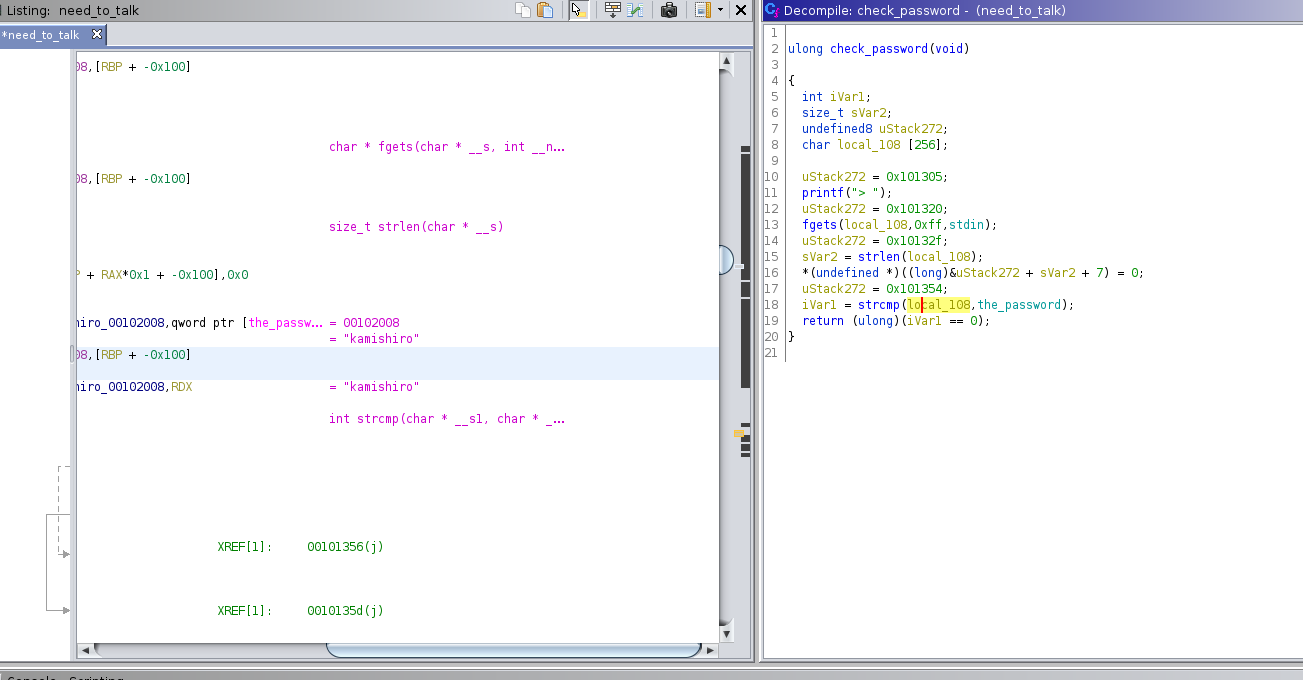 Listing: need_to_talk
*need_to_talk
08,[RBP + -0x100]
char * fgets(char * __s, int __n...
08,[RBP + -0x100]
size_t strlen(char * __s)
P + RAX*0x1 + -0x100],0x0
hiro_00102008,qword ptr [the_passw... = 00102008
= "kamishiro"
08,[RBP + -0x100]
hiro_00102008,RDX = "kamishiro"
int strcmp(char * __s1, char * _...
XREF[1]: 00101356(j)
XREF[1]: 0010135d(j)
Decompile: check_password - (need_to_talk)
1
2 ulong check_password(void)
3
4 {
5 int iVar1;
6 size_t sVar2;
7 undefined8 uStack272;
8 char local_108 [256];
9
10 uStack272 = 0x101305;
11 printf("> ");
12 uStack272 = 0x101320;
13 fgets(local_108,0xff,stdin);
14 uStack272 = 0x10132f;
15 sVar2 = strlen(local_108);
16 *(undefined *)((long)&uStack272 + sVar2 + 7) = 0;
17 uStack272 = 0x101354;
18 iVar1 = strcmp(local_108,the_password);
19 return (ulong)(iVar1 == 0);
20 }
21
Console - Scripting